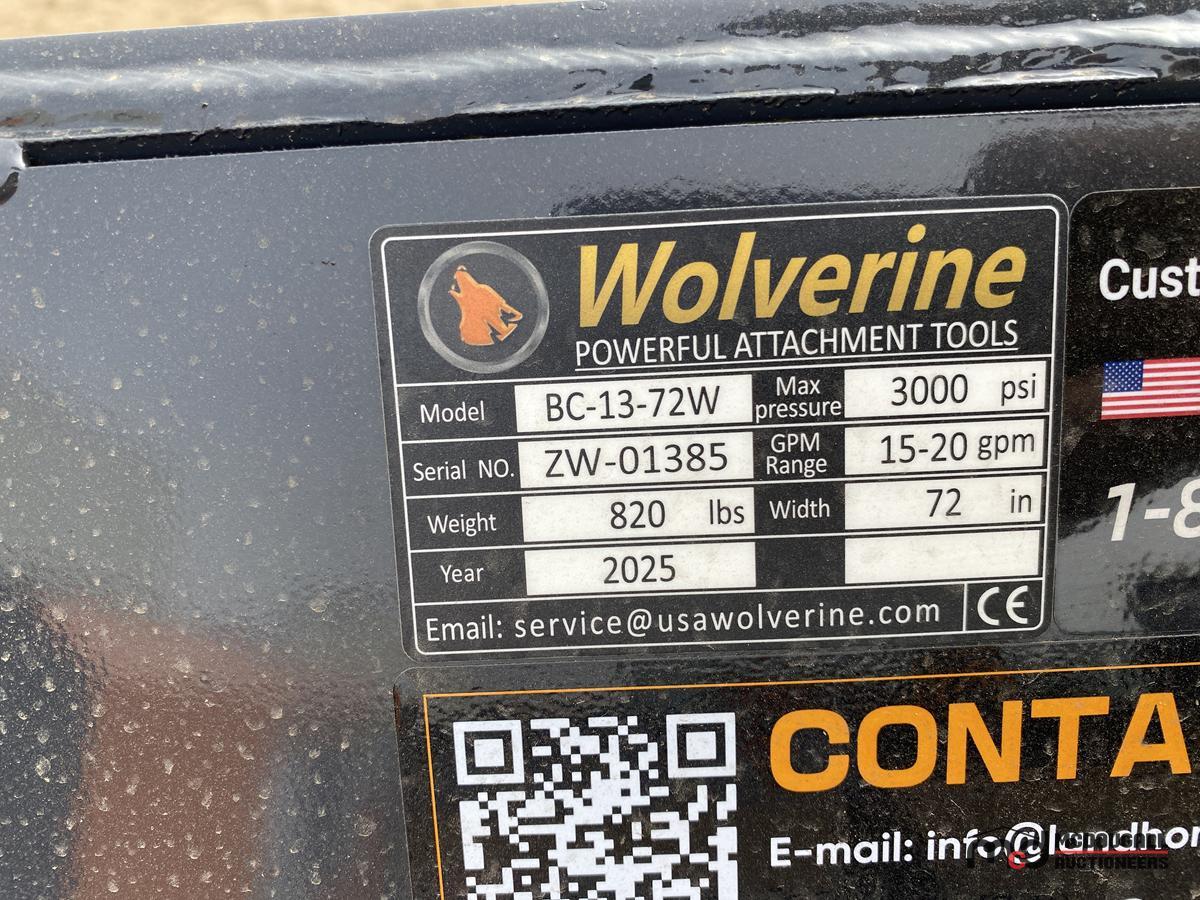 Wolverine
POWERFUL ATTACHMENT TOOLS
Model BC-13-72W Max pressure 3000 psi
Serial NO. ZW-01385 GPM Range 15-20 gpm
Weight 820 lbs Width 72 in
Year 2025
Email: service@usawolverine.com CE
Cust
1-8
CONTA
E-mail: info@landhon
AUCTIONEERS